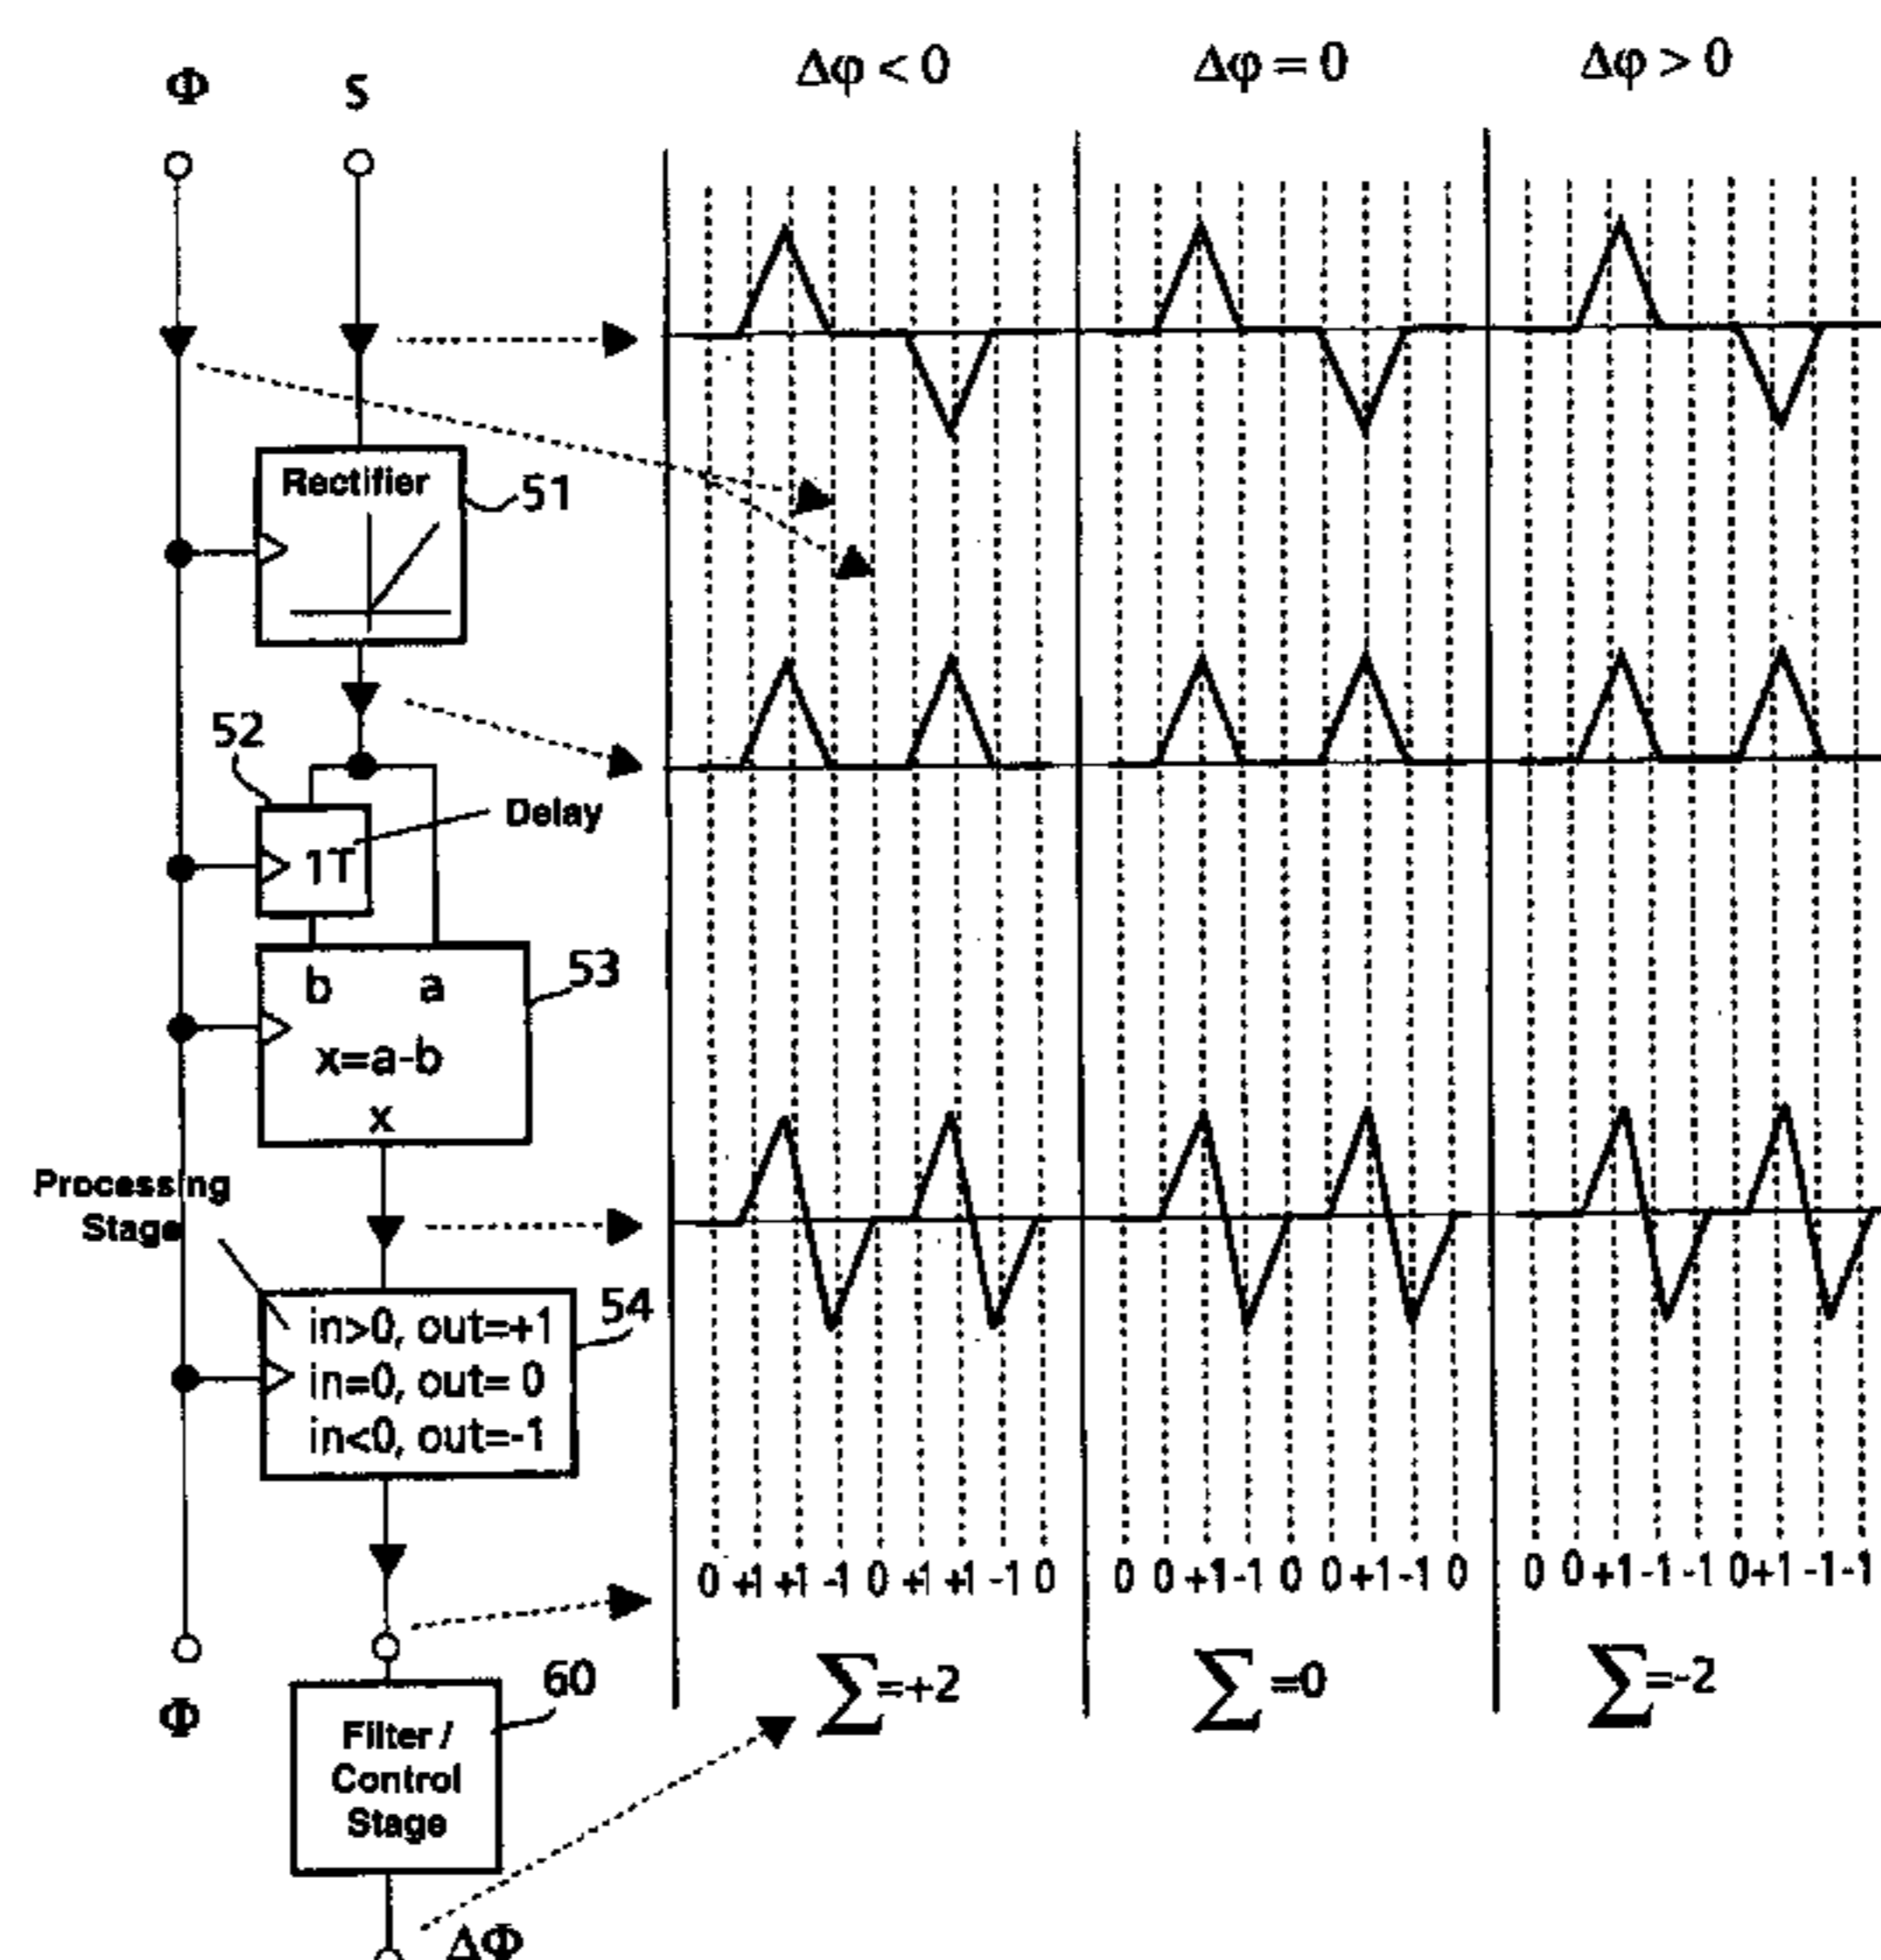 Φ S Δφ < 0 Δφ = 0 Δφ > 0
Rectifier
51
52
Delay
1T
b a
53
x=a-b
x
Processing
Stage
54
in>0, out=+1
in=0, out= 0
in<0, out=-1
0 +1 +1 -1 0 +1 +1 -1 0
0 0 +1 -1 0 0 +1 -1 0
0 0 +1 -1 -1 0 +1 -1 -1
Φ
60
Filter /
Control
Stage
∑=+2
∑=0
∑=-2
ΔΦ